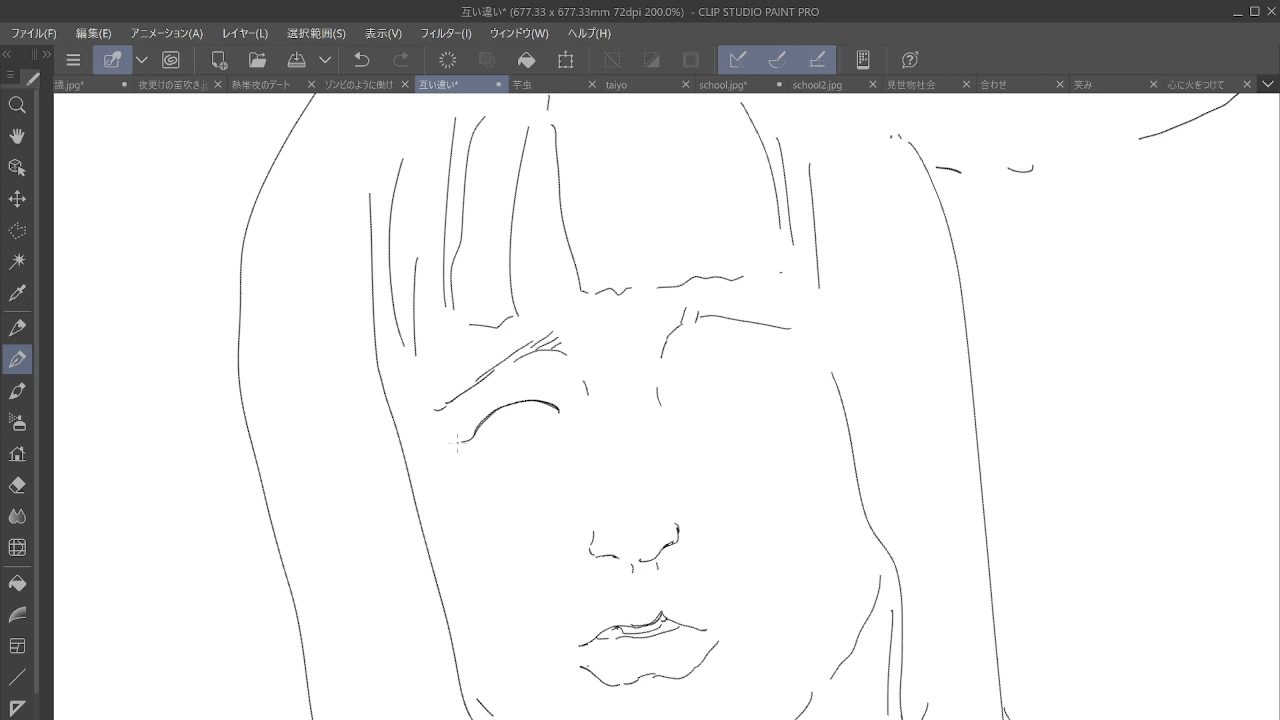 互い違い* (677.33 x 677.33mm 72dpi 200.0%) - CLIP STUDIO PAINT PRO
ファイル(F) 編集(E) アニメーション(A) レイヤー(L) 選択範囲(S) 表示(V) フィルター(I) ウィンドウ(W) ヘルプ(H)
.jpg* 夜更けの笛吹き.j 熱帯夜のデート ゾンビのように働け 互い違い* 芋虫 taiyo school.jpg* school2.jpg 見世物社会 合わせ 笑み 心に火をつけて